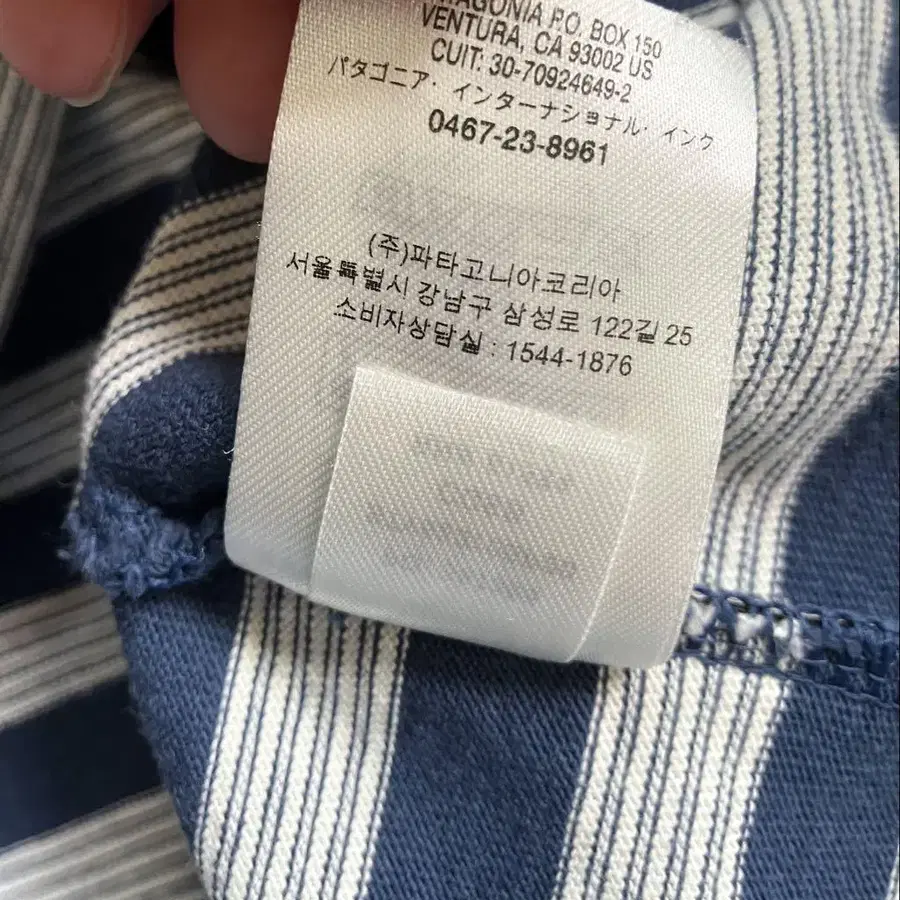 TAGONIA P.O. BOX 150
VENTURA, CA 93002 US
CUIT: 30-70924649-2
パタゴニア・インターナショナル・インク
0467-23-8961
(주)파타고니아코리아
서울특별시 강남구 삼성로 122길 25
소비자상담실 : 1544-1876